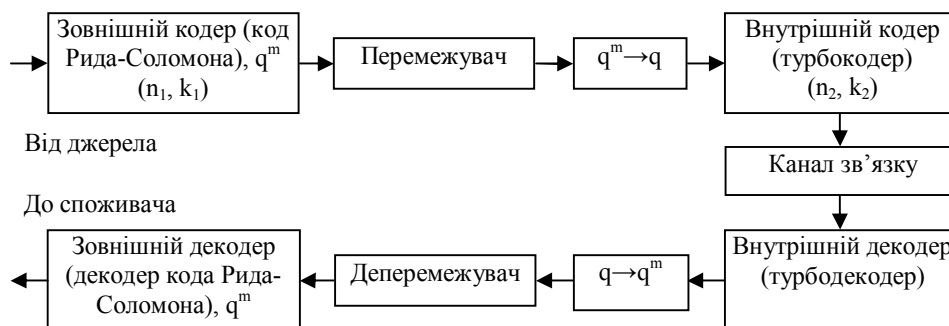 Зовнішній кодер (код
Рида-Соломона), q^m
(n₁, k₁)
Перемежувач
q^m→q
Внутрішній кодер
(турбокодер)
(n₂, k₂)
Від джерела
Канал зв’язку
До споживача
Зовнішній декодер
(декодер кода Рида-
Соломона), q^m
Деперемежувач
q→q^m
Внутрішній декодер
(турбодекодер)